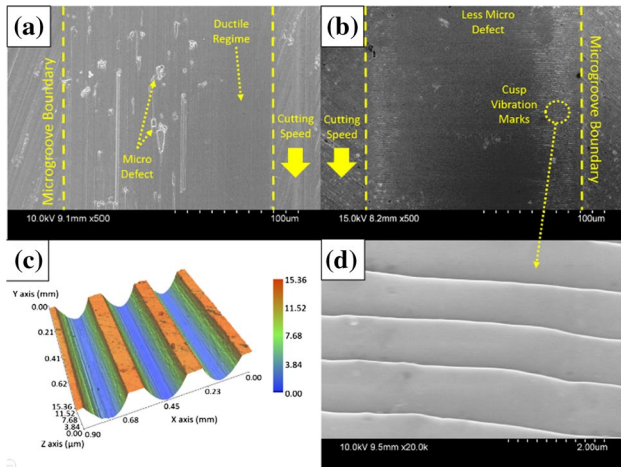 (a)
Ductile
Regime
Microgroove Boundary
Micro
Defect
Cutting
Speed
10.0kV 9.1mm x500
100um
(b)
Less Micro
Defect
Microgroove Boundary
Cusp
Vibration
Marks
Cutting
Speed
15.0kV 8.2mm x500
100um
(c)
Y axis (mm)
0.00
0.21
0.41
0.62
15.36
11.52
7.68
3.84
0.00
Z axis (μm)
0.90
0.68
0.45
0.23
0.00
X axis (mm)
15.36
11.52
7.68
3.84
0.00
(d)
10.0kV 9.5mm x20.0k
2.00um